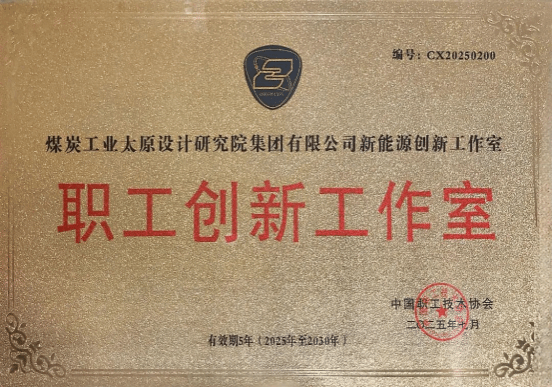 编号：CX20250200
煤炭工业太原设计研究院集团有限公司新能源创新工作室
职工创新工作室
中国职工技术协会
二〇二五年七月
有效期5年（2025年至2030年）